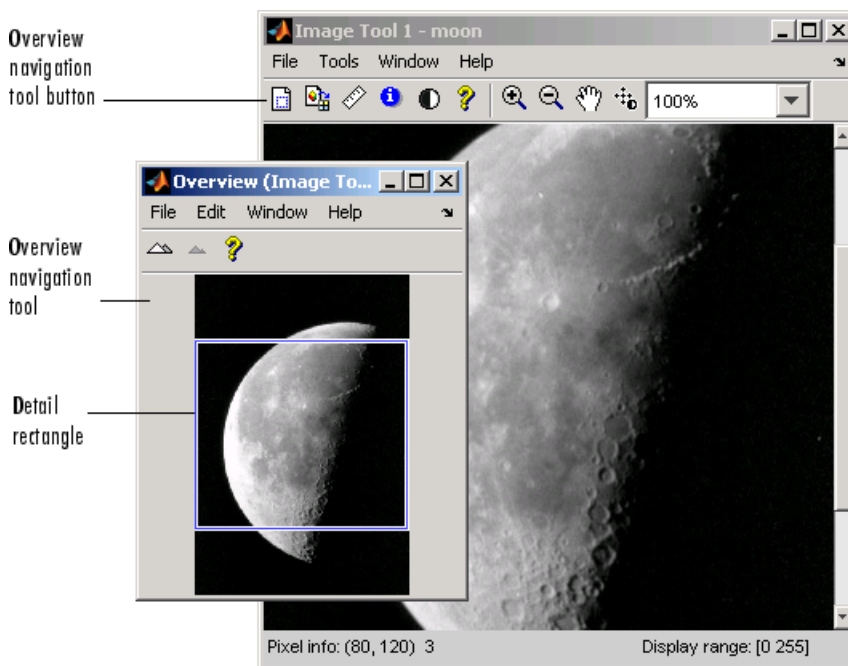 Overview
navigation
tool button
Image Tool 1 - moon
File Tools Window Help
100%
Overview (Image To...
File Edit Window Help
Overview
navigation
tool
Detail
rectangle
Pixel info: (80, 120) 3
Display range: [0 255]